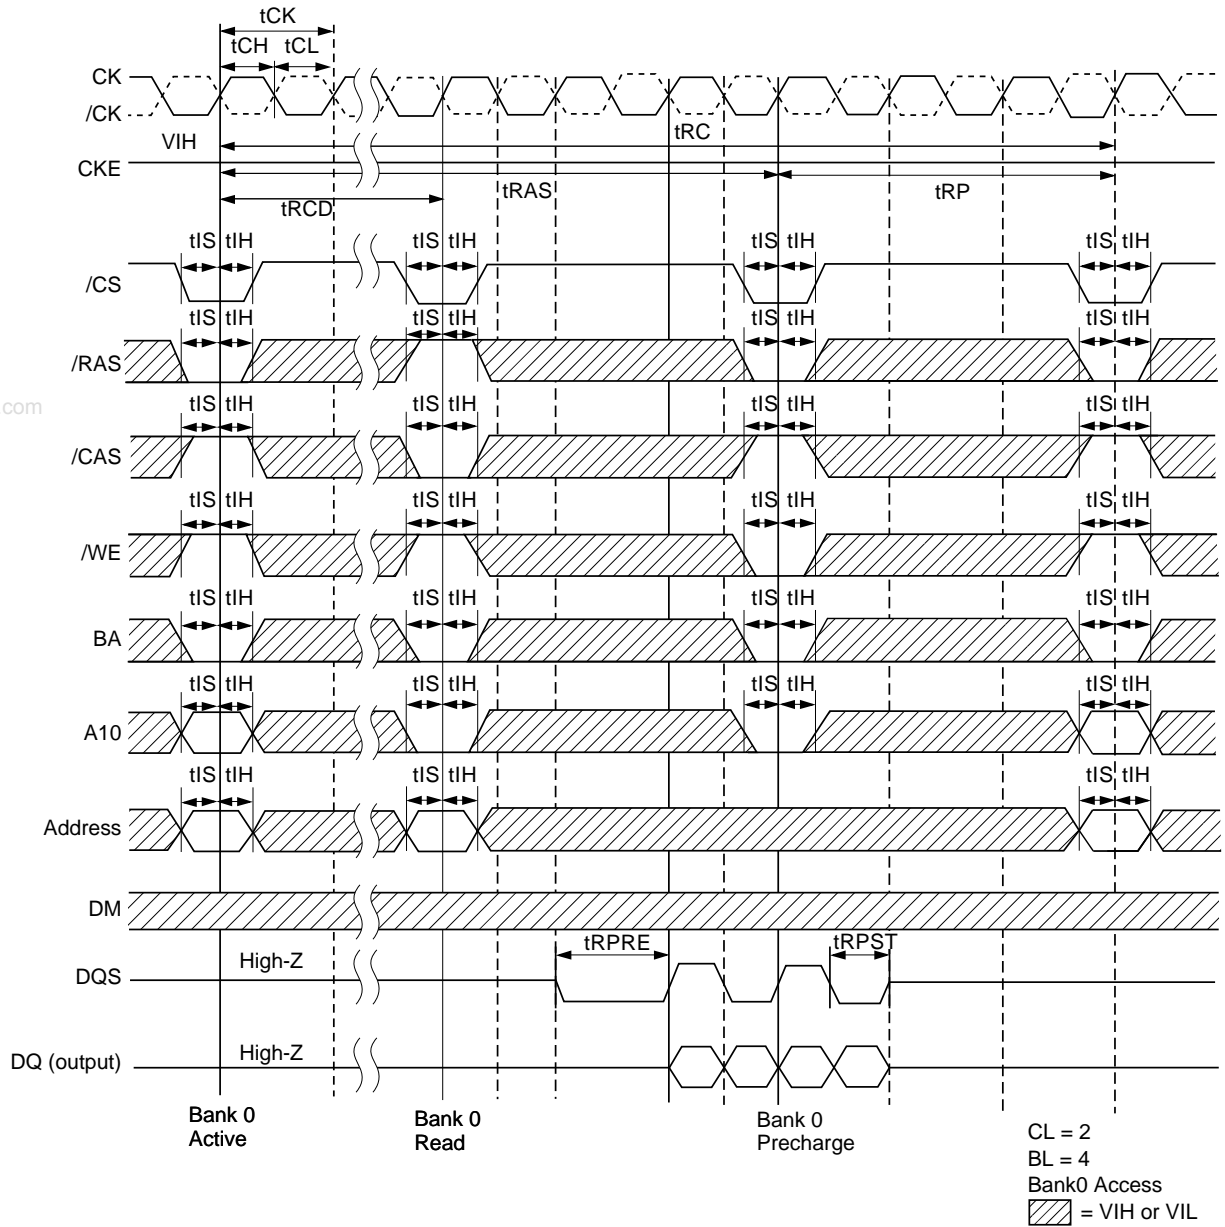 tCK
tCH tCL
CK
/CK
VIH
tRC
CKE
tRAS
tRP
tRCD
tIS tIH tIS tIH tIS tIH tIS tIH
/CS
tIS tIH tIS tIH tIS tIH tIS tIH
/RAS
.com
tIS tIH tIS tIH tIS tIH tIS tIH
/CAS
tIS tIH tIS tIH tIS tIH tIS tIH
/WE
tIS tIH tIS tIH tIS tIH tIS tIH
BA
tIS tIH tIS tIH tIS tIH tIS tIH
A10
tIS tIH tIS tIH tIS tIH
Address
DM
tRPRE tRPST
High-Z
DQS
High-Z
DQ (output)
Bank 0
Active
Bank 0
Read
Bank 0
Precharge
CL = 2
BL = 4
Bank0 Access
= VIH or VIL